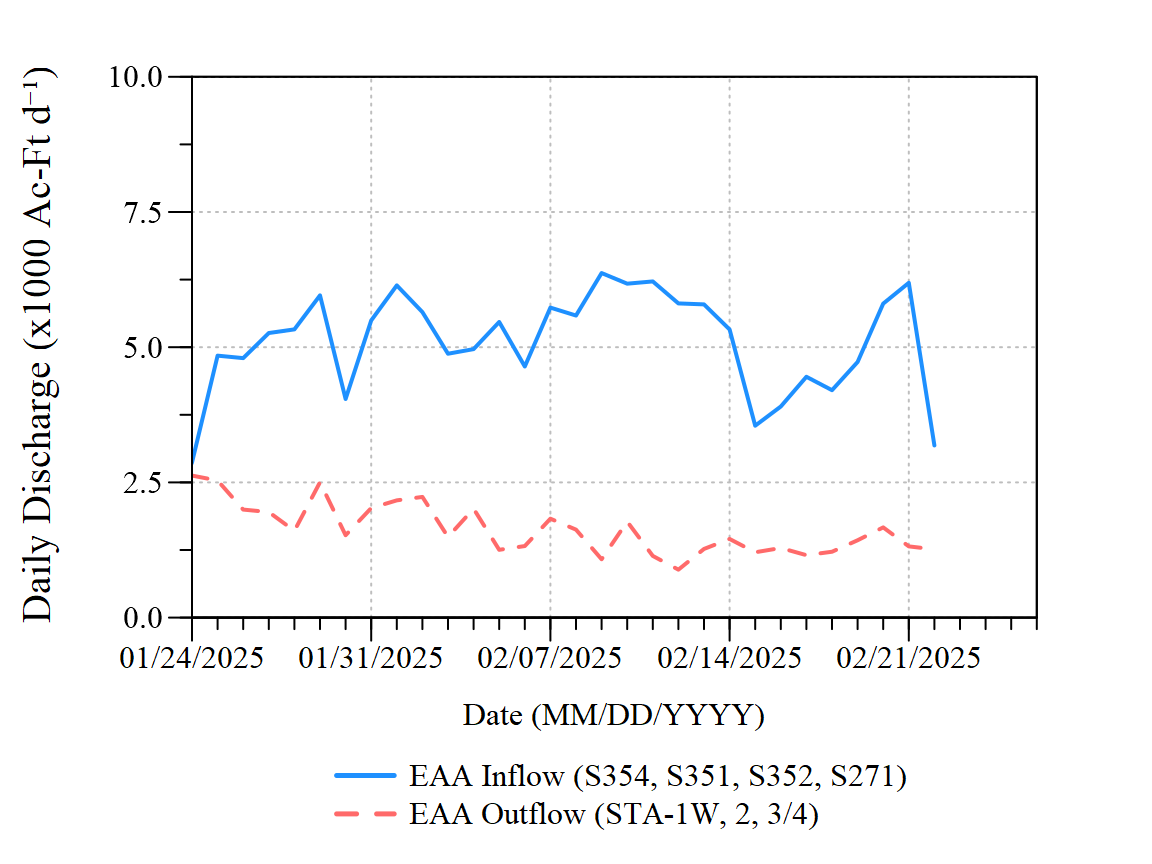 Daily Discharge (x1000 Ac-Ft d⁻¹)
10.0
7.5
5.0
2.5
0.0
01/24/2025 01/31/2025 02/07/2025 02/14/2025 02/21/2025
Date (MM/DD/YYYY)
EAA Inflow (S354, S351, S352, S271)
EAA Outflow (STA-1W, 2, 3/4)